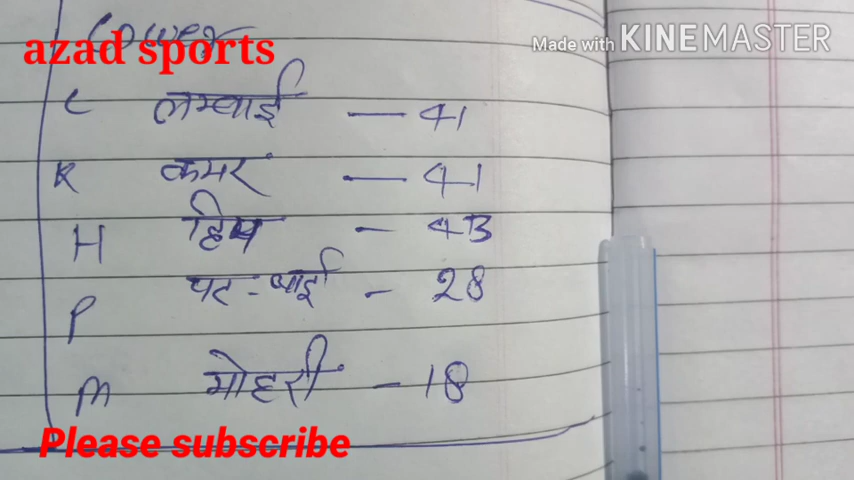 Lower
azad sports
Made with KINEMASTER
L लम्बाई — 41
K कमर — 41
H हिप - 43
P पट-थाई - 28
M मोहरी - 18
Please subscribe